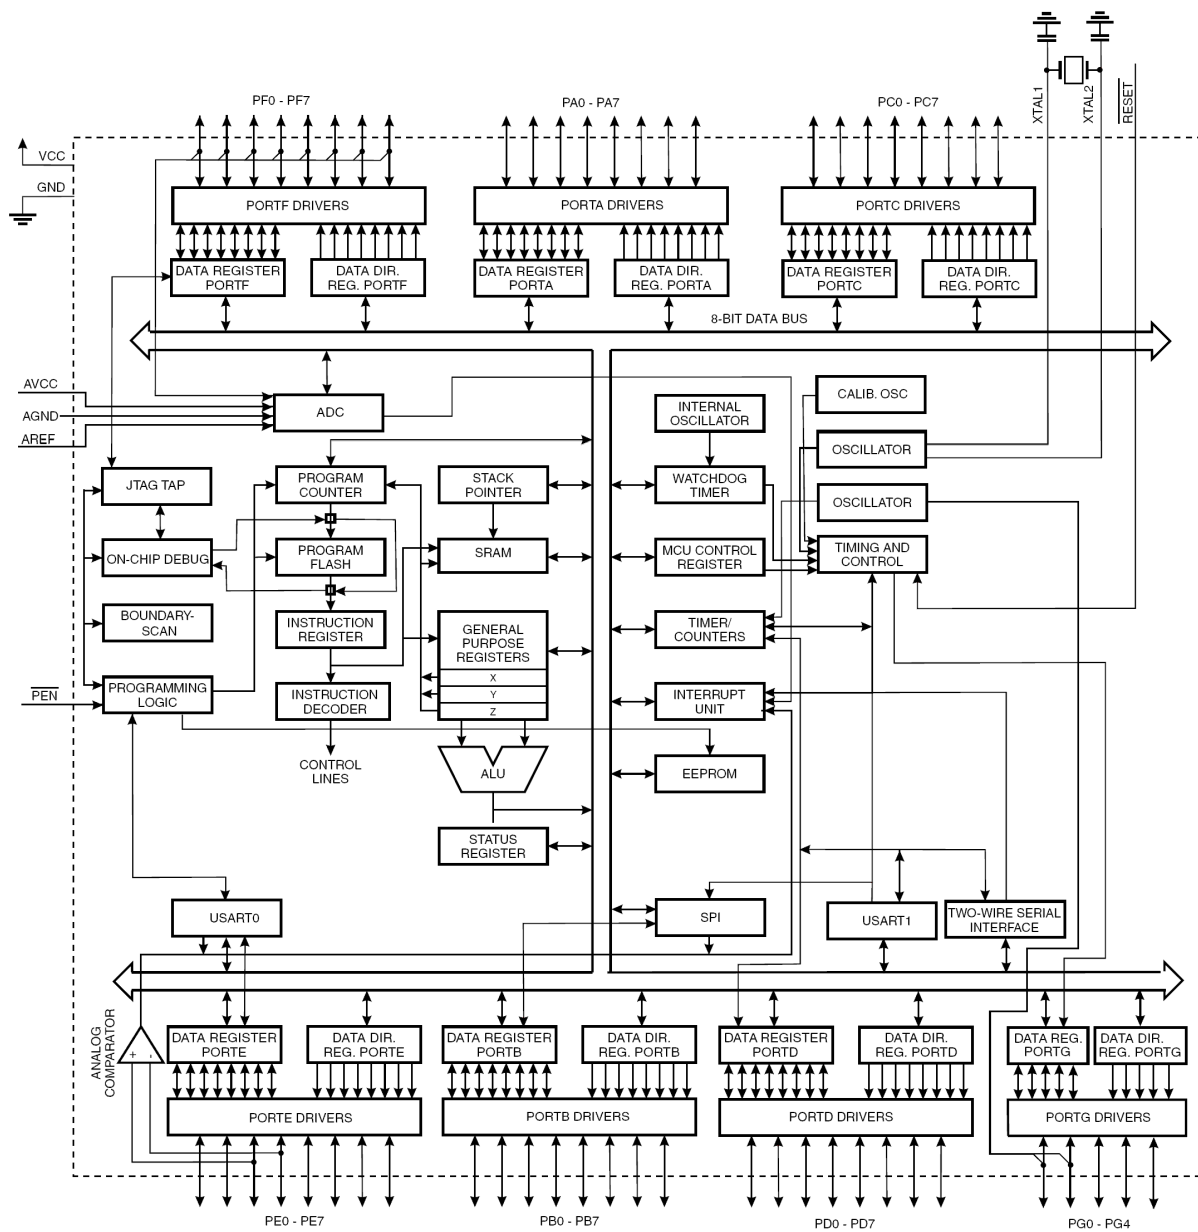 XTAL1
XTAL2
RESET
PF0 - PF7
PA0 - PA7
PC0 - PC7
VCC
GND
PORTF DRIVERS
PORTA DRIVERS
PORTC DRIVERS
DATA REGISTER
PORTF
DATA DIR.
REG. PORTF
DATA REGISTER
PORTA
DATA DIR.
REG. PORTA
DATA REGISTER
PORTC
DATA DIR.
REG. PORTC
8-BIT DATA BUS
AVCC
AGND
AREF
ADC
INTERNAL
OSCILLATOR
CALIB. OSC
OSCILLATOR
JTAG TAP
PROGRAM
COUNTER
STACK
POINTER
WATCHDOG
TIMER
OSCILLATOR
ON-CHIP DEBUG
PROGRAM
FLASH
SRAM
MCU CONTROL
REGISTER
TIMING AND
CONTROL
BOUNDARY-
SCAN
INSTRUCTION
REGISTER
GENERAL
PURPOSE
REGISTERS
X
Y
Z
TIMER/
COUNTERS
PEN
PROGRAMMING
LOGIC
INSTRUCTION
DECODER
INTERRUPT
UNIT
CONTROL
LINES
ALU
EEPROM
STATUS
REGISTER
USART0
SPI
USART1
TWO-WIRE SERIAL
INTERFACE
ANALOG
COMPARATOR
+
-
DATA REGISTER
PORTE
DATA DIR.
REG. PORTE
DATA REGISTER
PORTB
DATA DIR.
REG. PORTB
DATA REGISTER
PORTD
DATA DIR.
REG. PORTD
DATA REG.
PORTG
DATA DIR.
REG. PORTG
PORTE DRIVERS
PORTB DRIVERS
PORTD DRIVERS
PORTG DRIVERS
PE0 - PE7
PB0 - PB7
PD0 - PD7
PG0 - PG4